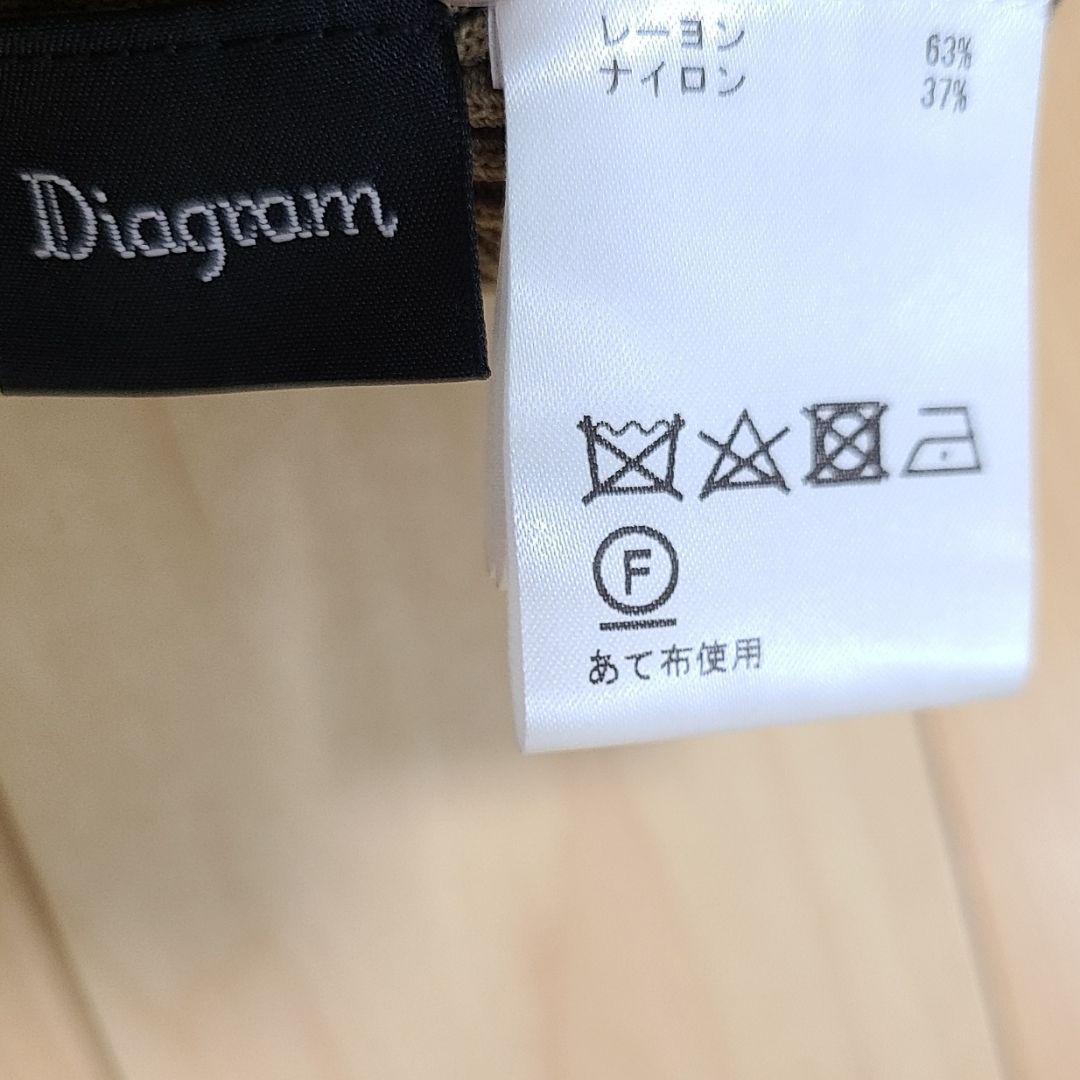 Diagram
レーヨン 63%
ナイロン 37%
F
あて布使用